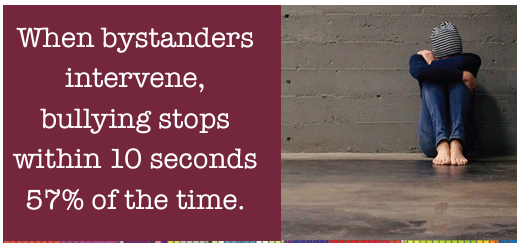 When bystanders
intervene,
bullying stops
within 10 seconds
57% of the time.